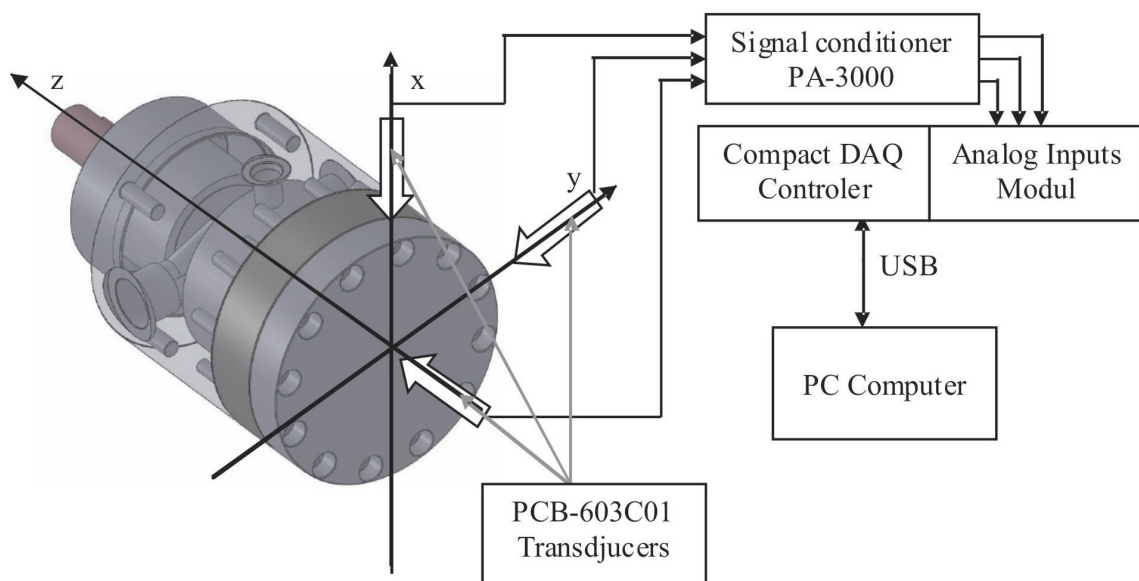 z
x
y
Signal conditioner
PA-3000
Compact DAQ
Controler
Analog Inputs
Modul
USB
PC Computer
PCB-603C01
Transdjucers